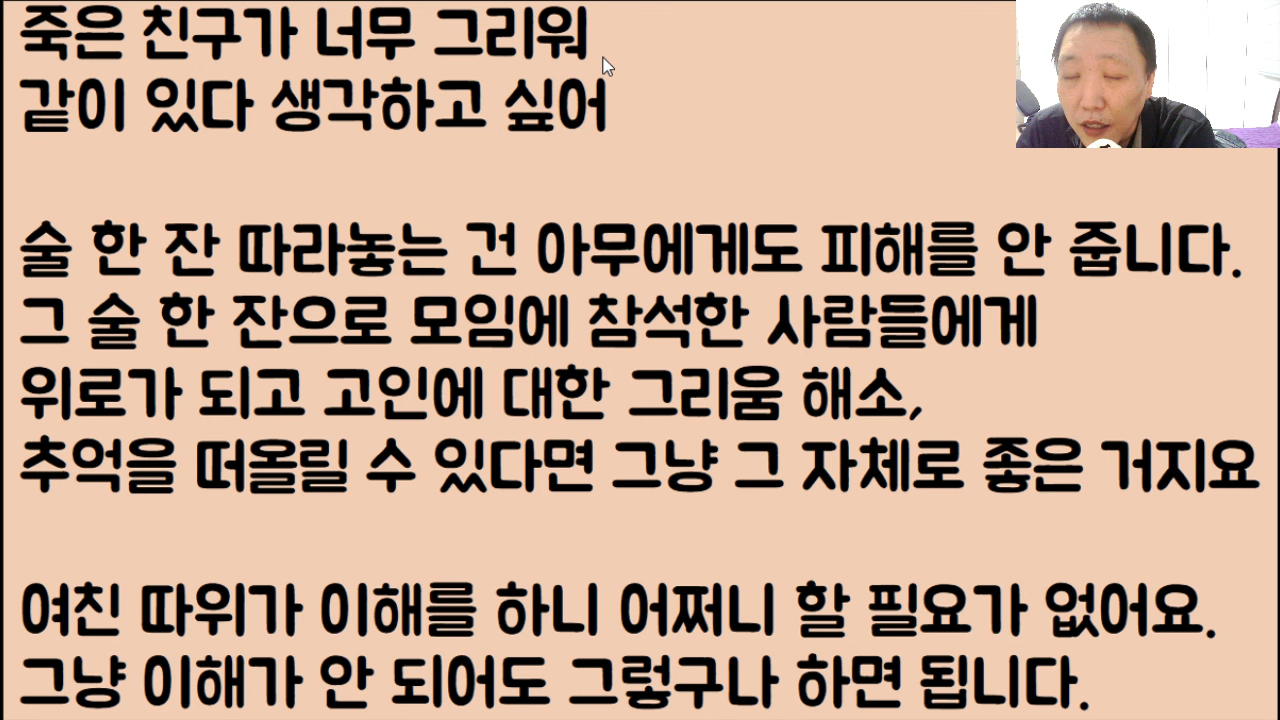 죽은 친구가 너무 그리워
같이 있다 생각하고 싶어
술 한 잔 따라놓는 건 아무에게도 피해를 안 줍니다.
그 술 한 잔으로 모임에 참석한 사람들에게
위로가 되고 고인에 대한 그리움 해소,
추억을 떠올릴 수 있다면 그냥 그 자체로 좋은 거지요
여친 따위가 이해를 하니 어쩌니 할 필요가 없어요.
그냥 이해가 안 되어도 그렇구나 하면 됩니다.